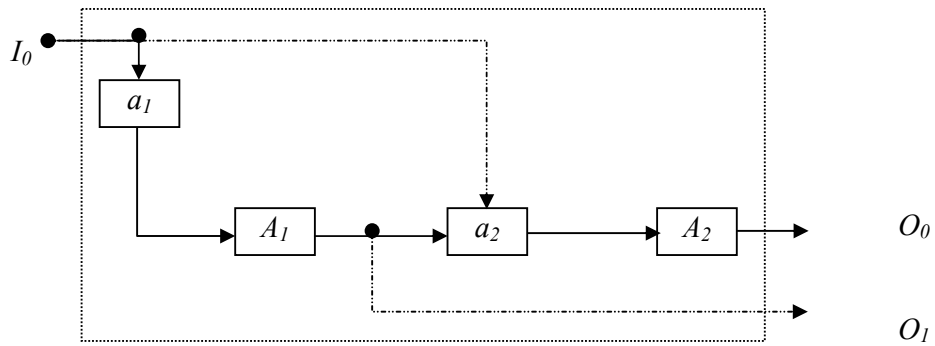 I₀
a₁
A₁ a₂ A₂ O₀
O₁